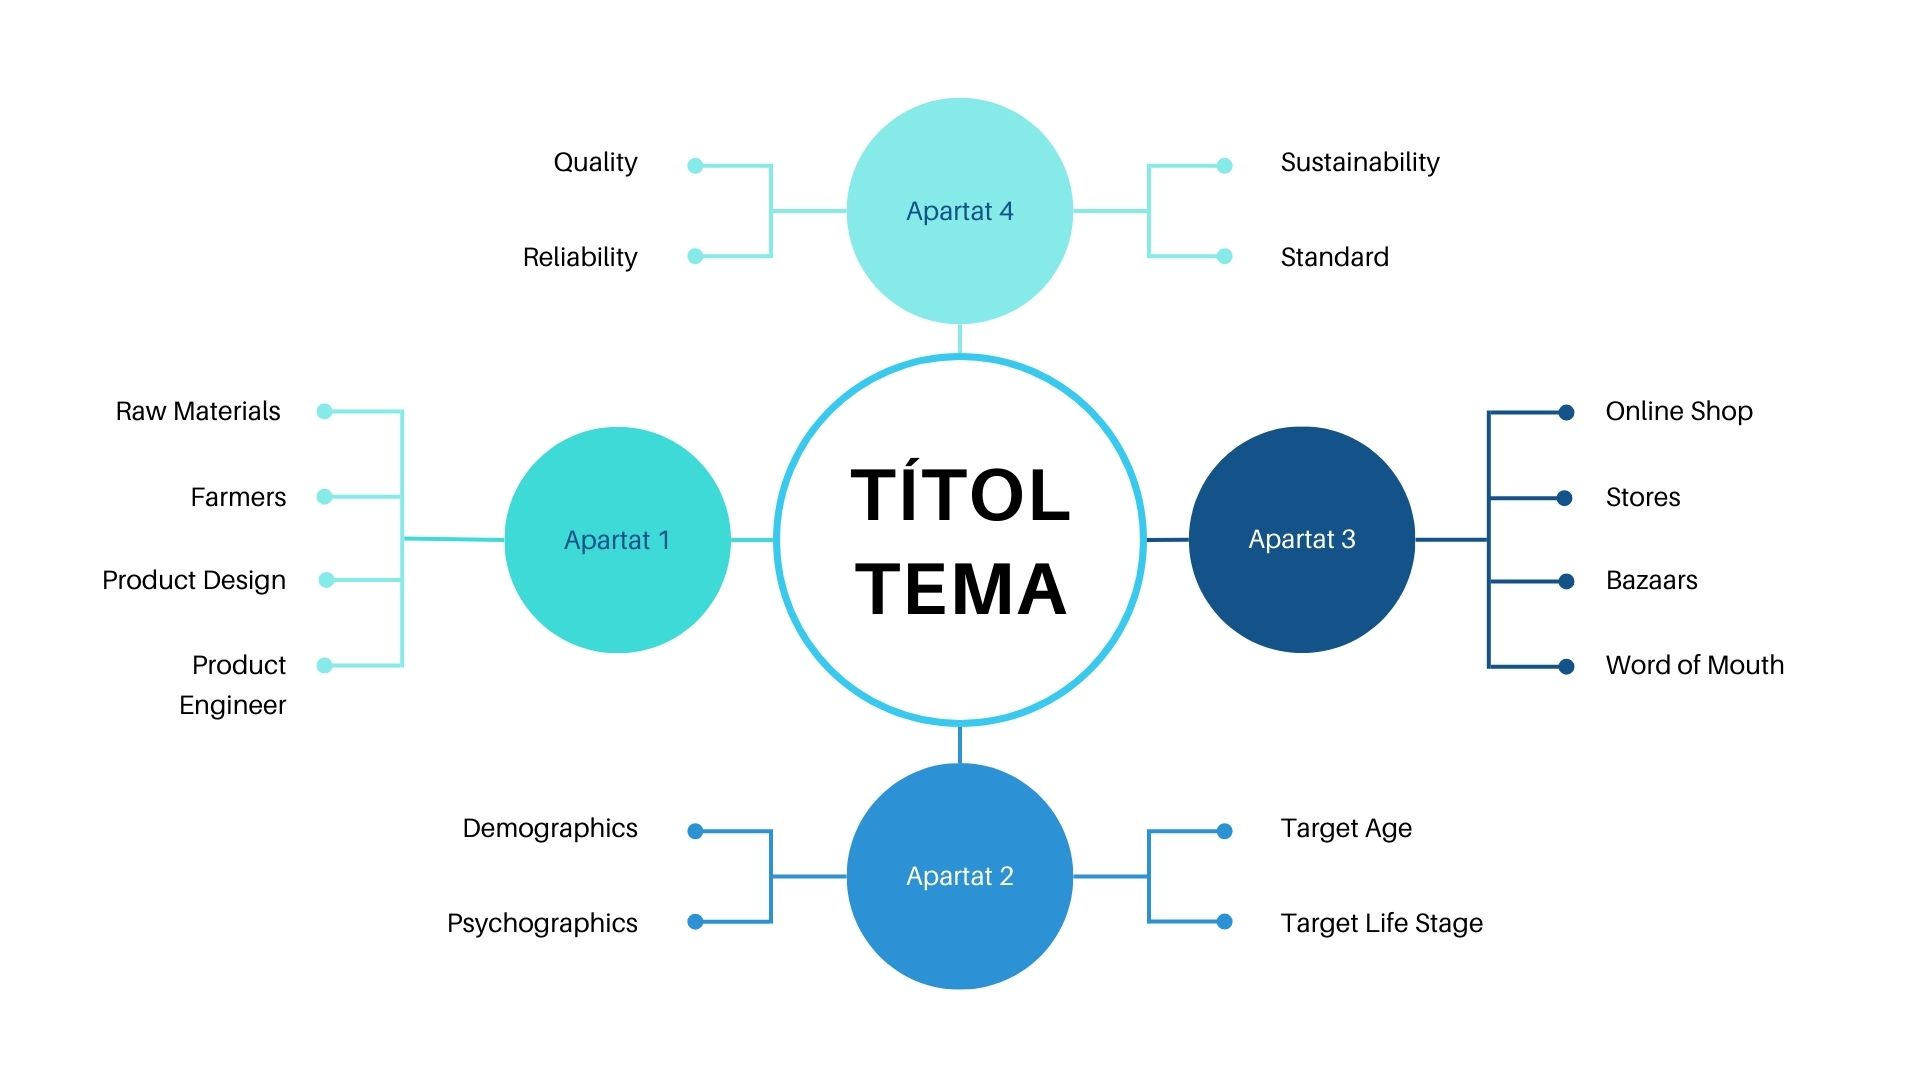 Quality
Reliability
Apartat 4
Sustainability
Standard
Raw Materials
Farmers
Product Design
Product
Engineer
Apartat 1
TÍTOL
TEMA
Apartat 3
Online Shop
Stores
Bazaars
Word of Mouth
Demographics
Psychographics
Apartat 2
Target Age
Target Life Stage